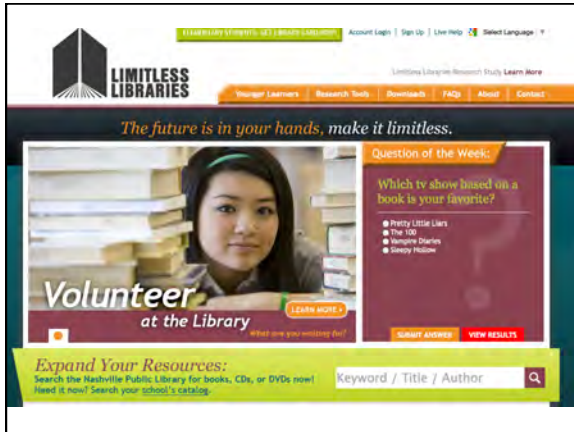 ELEMENTARY STUDENTS: GET LIBRARY CARD INFO!
Account Login | Sign Up | Live Help Select Language ▼
LIMITLESS
LIBRARIES
Limitless Libraries Research Study Learn More
Younger Learners Research Tools Downloads FAQs About Contact
The future is in your hands, make it limitless.
Question of the Week:
Which tv show based on a
book is your favorite?
Pretty Little Liars
The 100
Vampire Diaries
Sleepy Hollow
Volunteer
at the Library
LEARN MORE
What are you waiting for?
SUBMIT ANSWER VIEW RESULTS
Expand Your Resources:
Search the Nashville Public Library for books, CDs, or DVDs now!
Need it now? Search your school's catalog.
Keyword / Title / Author